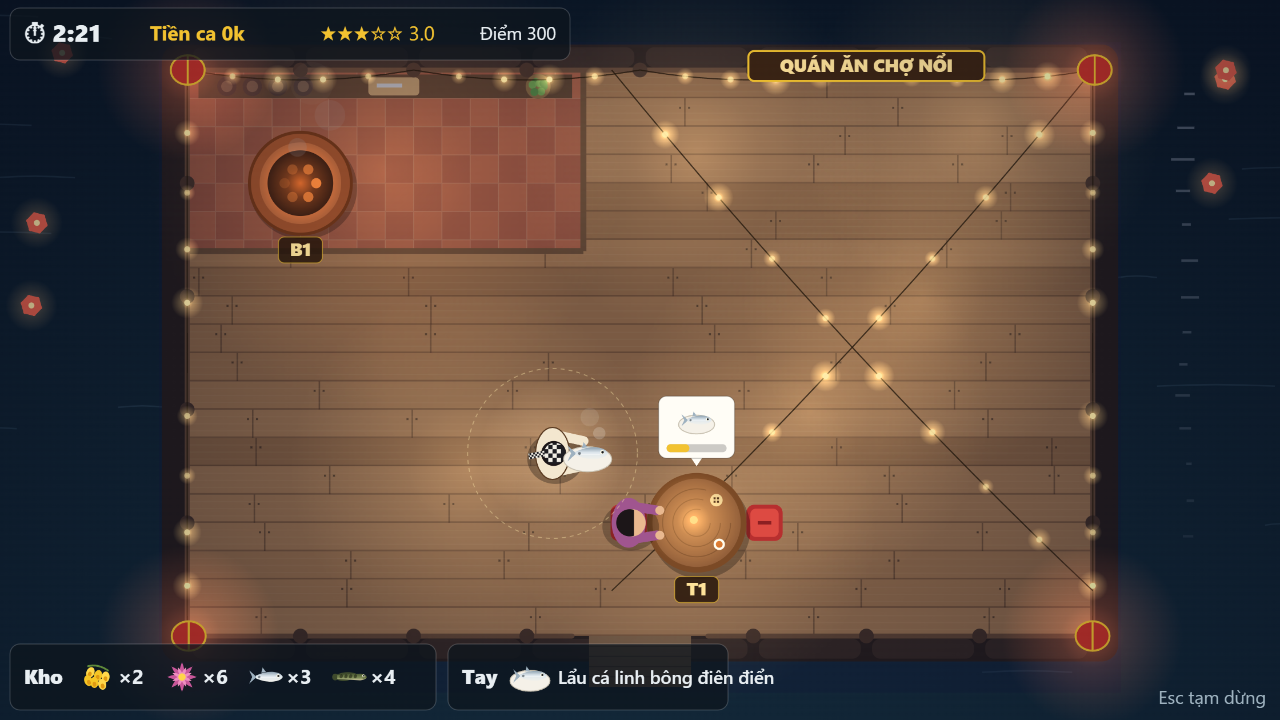 2:21
Tiền ca 0k
★★★☆☆ 3.0
Điểm 300
QUÁN ĂN CHỢ NỔI
B1
T1
Kho ×2 ×6 ×3 ×4
Tay Lẩu cá linh bông điên điển
Esc tạm dừng